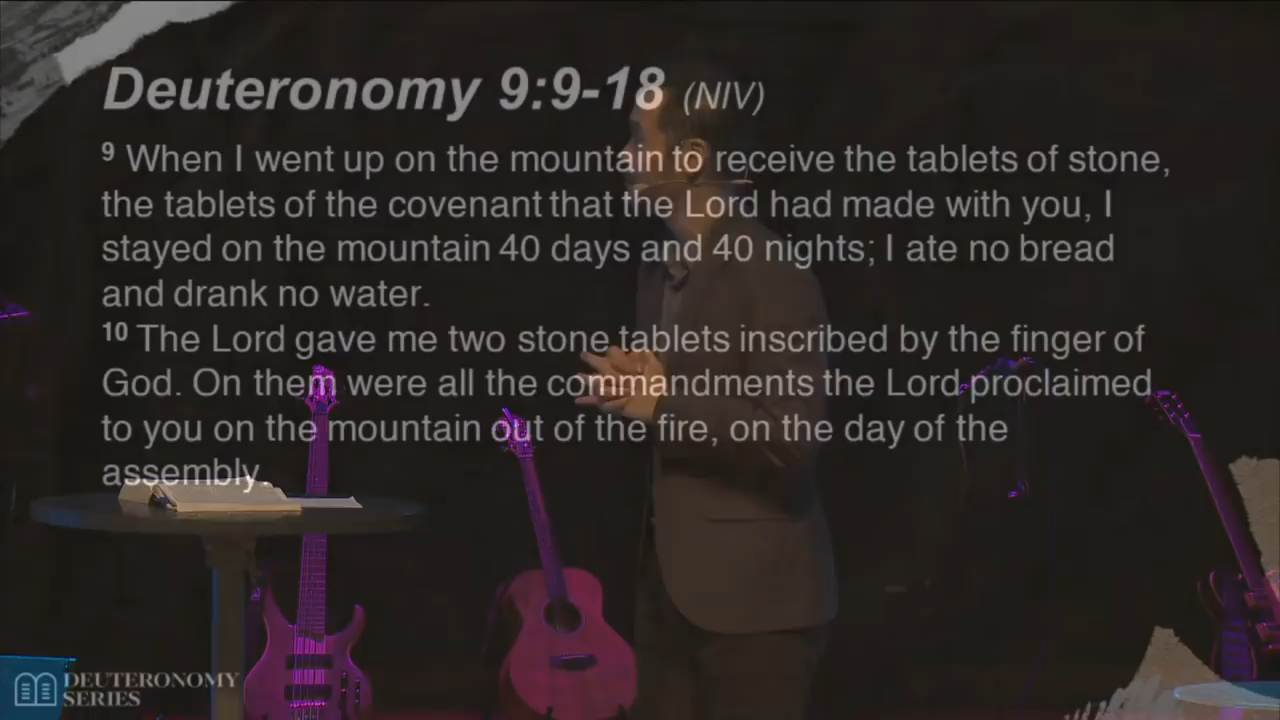 Deuteronomy 9:9-18 (NIV)
9 When I went up on the mountain to receive the tablets of stone,
the tablets of the covenant that the Lord had made with you, I
stayed on the mountain 40 days and 40 nights; I ate no bread
and drank no water.
10 The Lord gave me two stone tablets inscribed by the finger of
God. On them were all the commandments the Lord proclaimed
to you on the mountain out of the fire, on the day of the
assembly.
DEUTERONOMY
SERIES